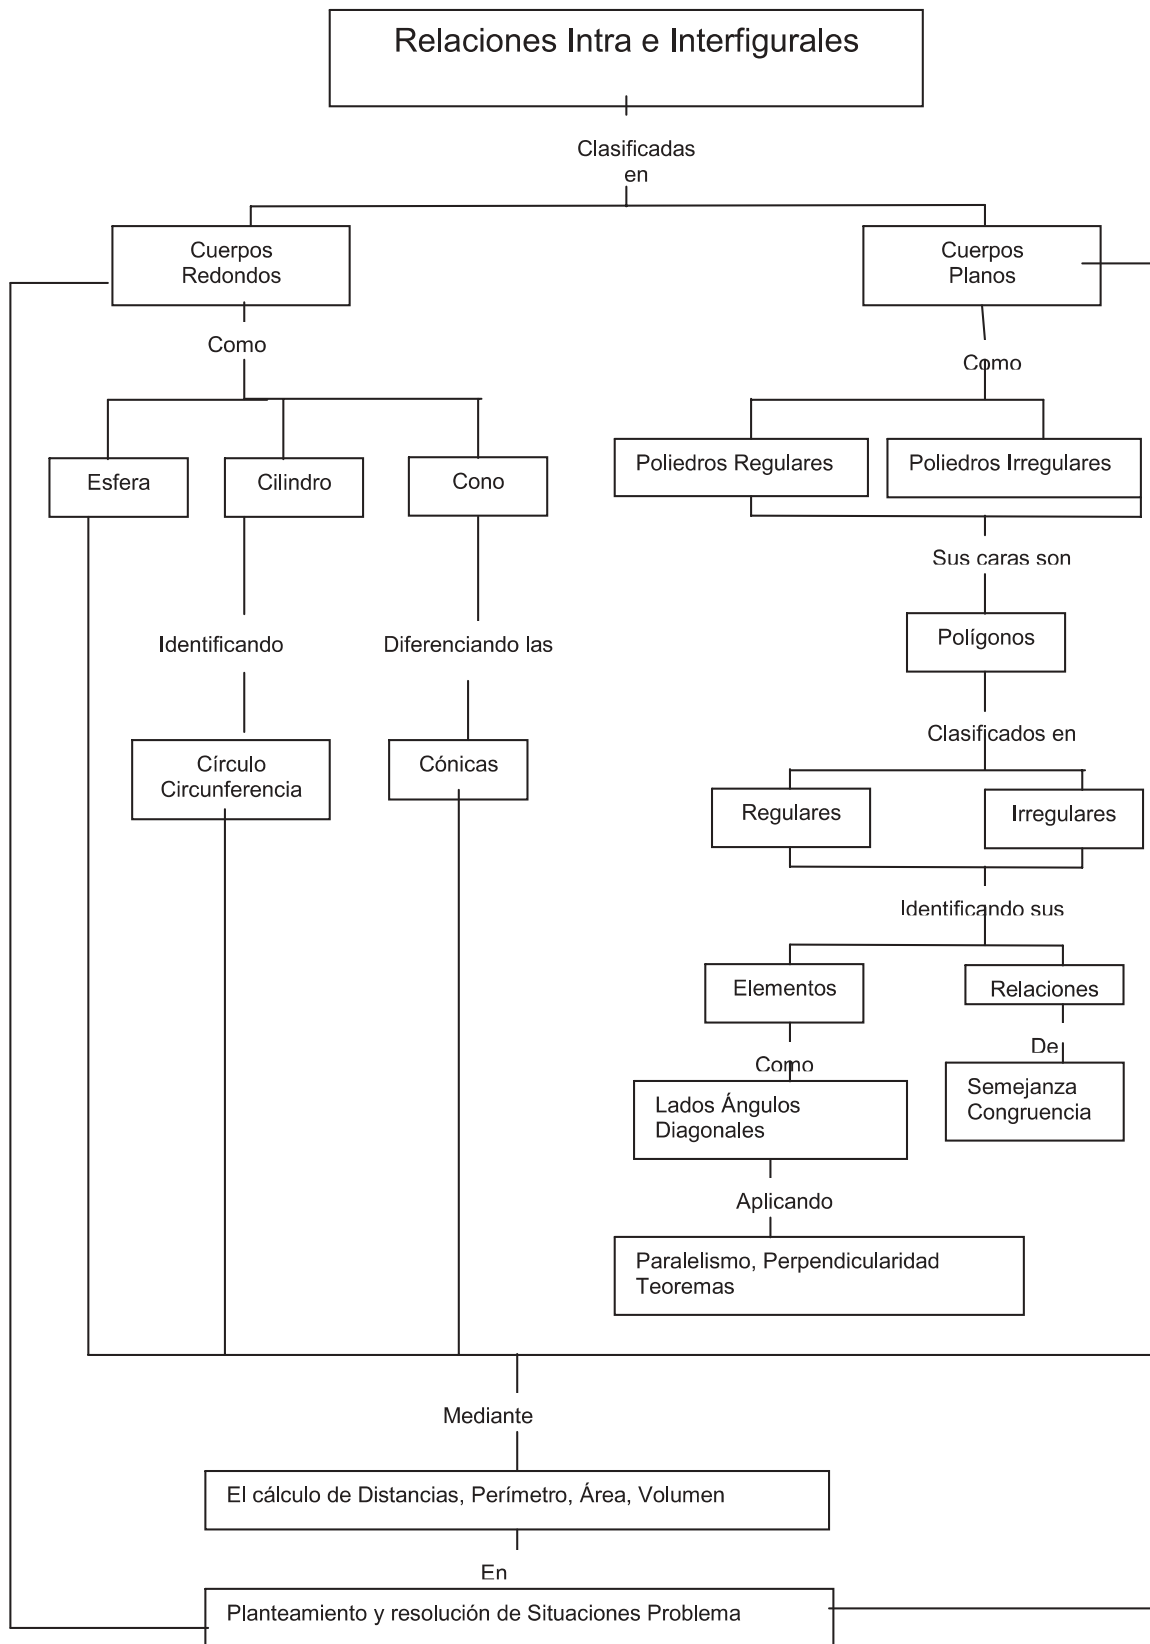 Relaciones Intra e Interfigurales
Clasificadas
en
Cuerpos
Redondos
Cuerpos
Planos
Como
Como
Esfera
Cilindro
Cono
Poliedros Regulares
Poliedros Irregulares
Sus caras son
Identificando
Diferenciando las
Polígonos
Clasificados en
Círculo
Circunferencia
Cónicas
Regulares
Irregulares
Identificando sus
Elementos
Relaciones
Como
De
Lados Ángulos
Diagonales
Semejanza
Congruencia
Aplicando
Paralelismo, Perpendicularidad
Teoremas
Mediante
El cálculo de Distancias, Perímetro, Área, Volumen
En
Planteamiento y resolución de Situaciones Problema